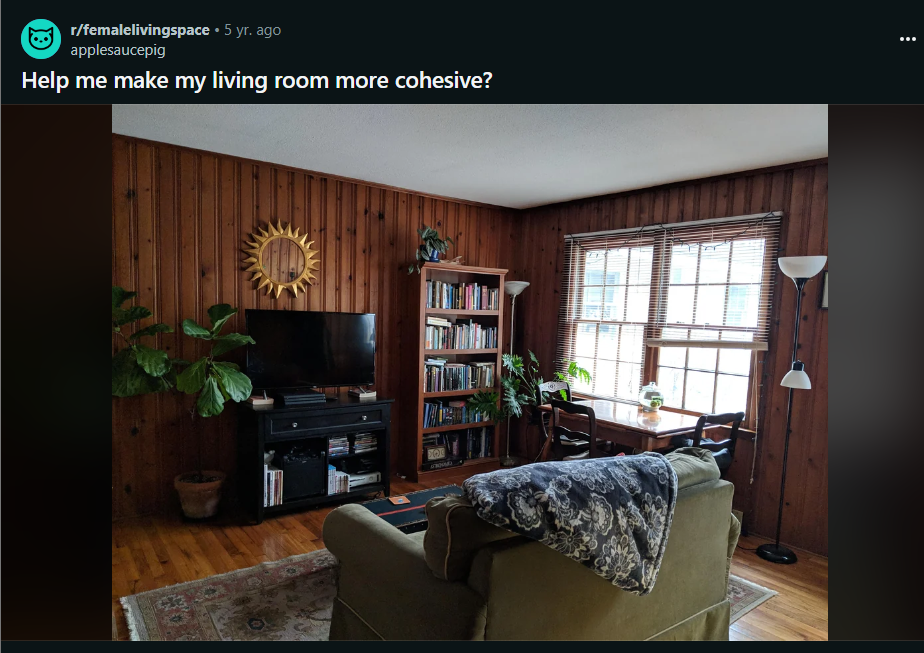 r/femalelivingspace • 5 yr. ago
applesaucepig
Help me make my living room more cohesive?